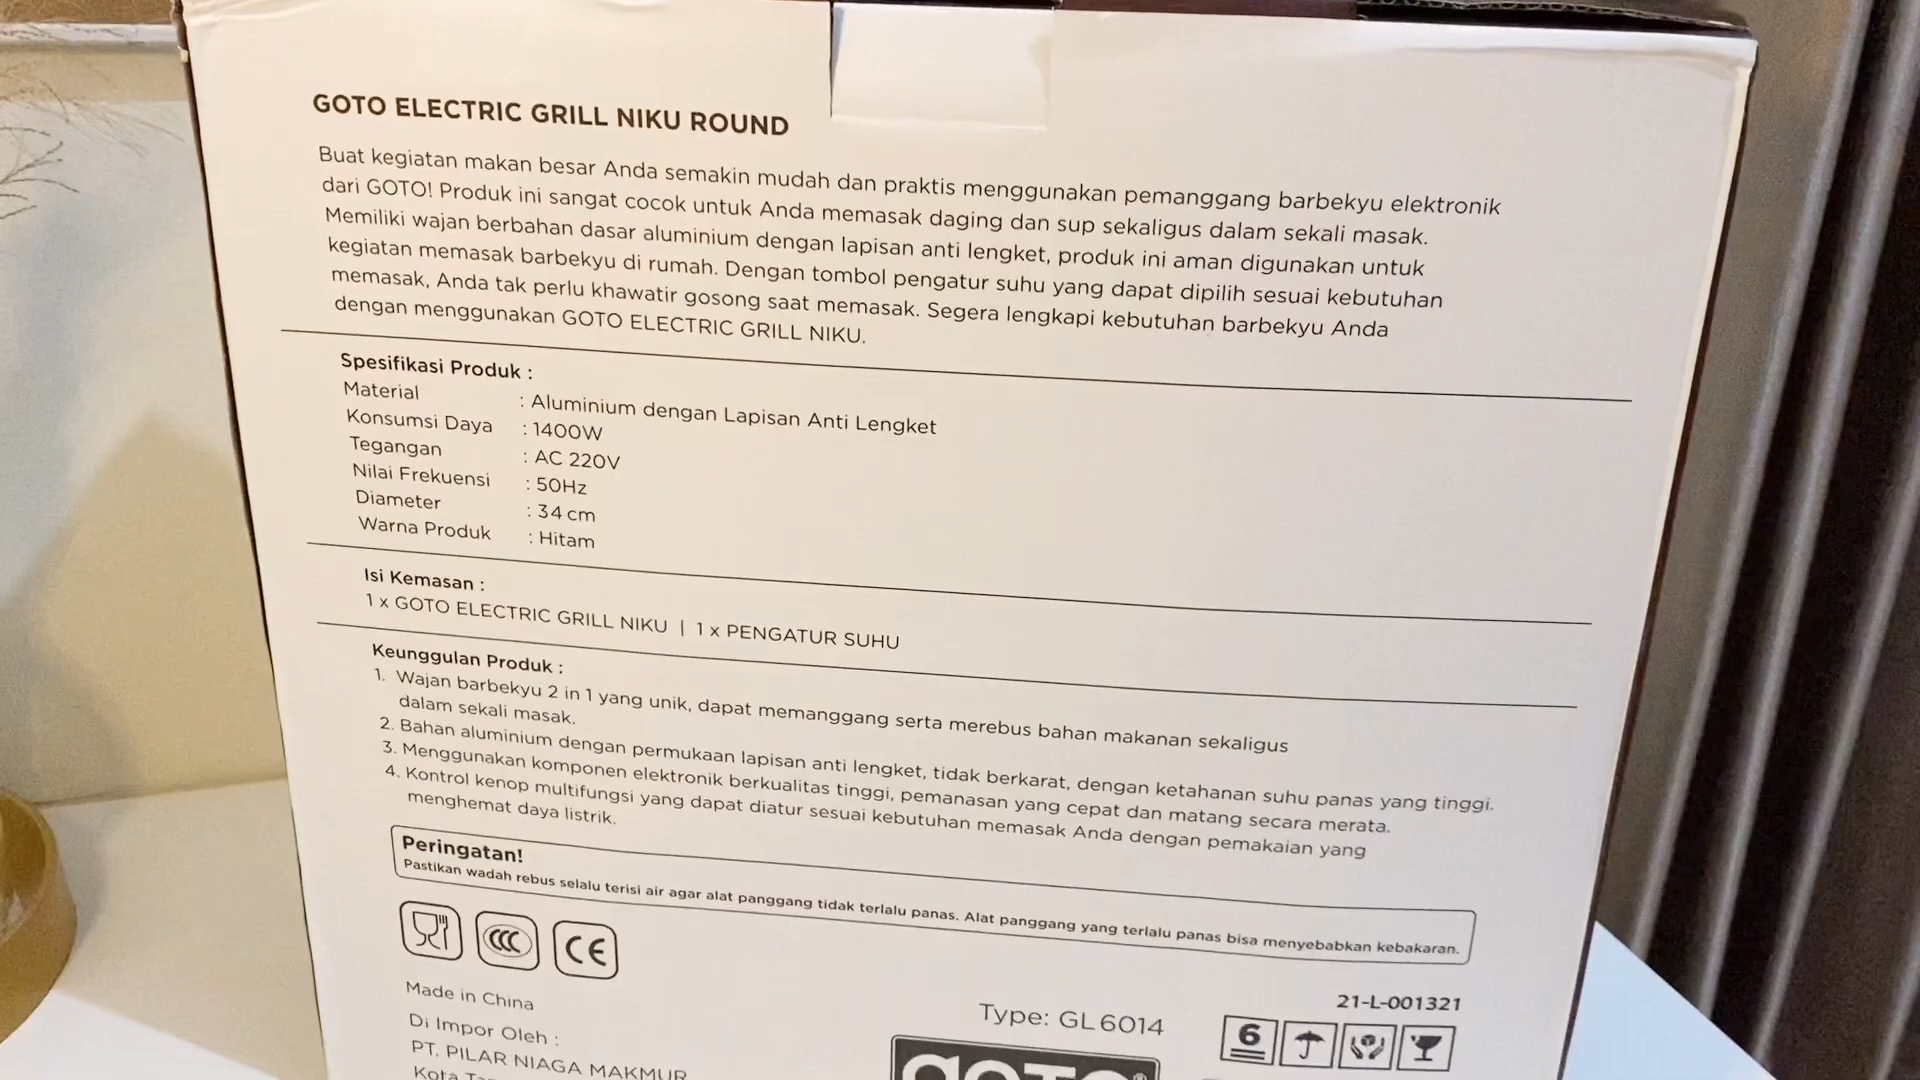 GOTO ELECTRIC GRILL NIKU ROUND
Buat kegiatan makan besar Anda semakin mudah dan praktis menggunakan pemanggang barbekyu elektronik
dari GOTO! Produk ini sangat cocok untuk Anda memasak daging dan sup sekaligus dalam sekali masak.
Memiliki wajan berbahan dasar aluminium dengan lapisan anti lengket, produk ini aman digunakan untuk
kegiatan memasak barbekyu di rumah. Dengan tombol pengatur suhu yang dapat dipilih sesuai kebutuhan
memasak, Anda tak perlu khawatir gosong saat memasak. Segera lengkapi kebutuhan barbekyu Anda
dengan menggunakan GOTO ELECTRIC GRILL NIKU.
Spesifikasi Produk :
Material : Aluminium dengan Lapisan Anti Lengket
Konsumsi Daya : 1400W
Tegangan : AC 220V
Nilai Frekuensi : 50Hz
Diameter : 34 cm
Warna Produk : Hitam
Isi Kemasan :
1 x GOTO ELECTRIC GRILL NIKU | 1 x PENGATUR SUHU
Keunggulan Produk :
1. Wajan barbekyu 2 in 1 yang unik, dapat memanggang serta merebus bahan makanan sekaligus
dalam sekali masak.
2. Bahan aluminium dengan permukaan lapisan anti lengket, tidak berkarat, dengan ketahanan suhu panas yang tinggi.
3. Menggunakan komponen elektronik berkualitas tinggi, pemanasan yang cepat dan matang secara merata.
4. Kontrol kenop multifungsi yang dapat diatur sesuai kebutuhan memasak Anda dengan pemakaian yang
menghemat daya listrik.
Peringatan!
Pastikan wadah rebus selalu terisi air agar alat panggang tidak terlalu panas. Alat panggang yang terlalu panas bisa menyebabkan kebakaran.
CCC CE
Made in China
Di Impor Oleh :
PT. PILAR NIAGA MAKMUR
Kota
Type: GL 6014
goto®
21-L-001321
6